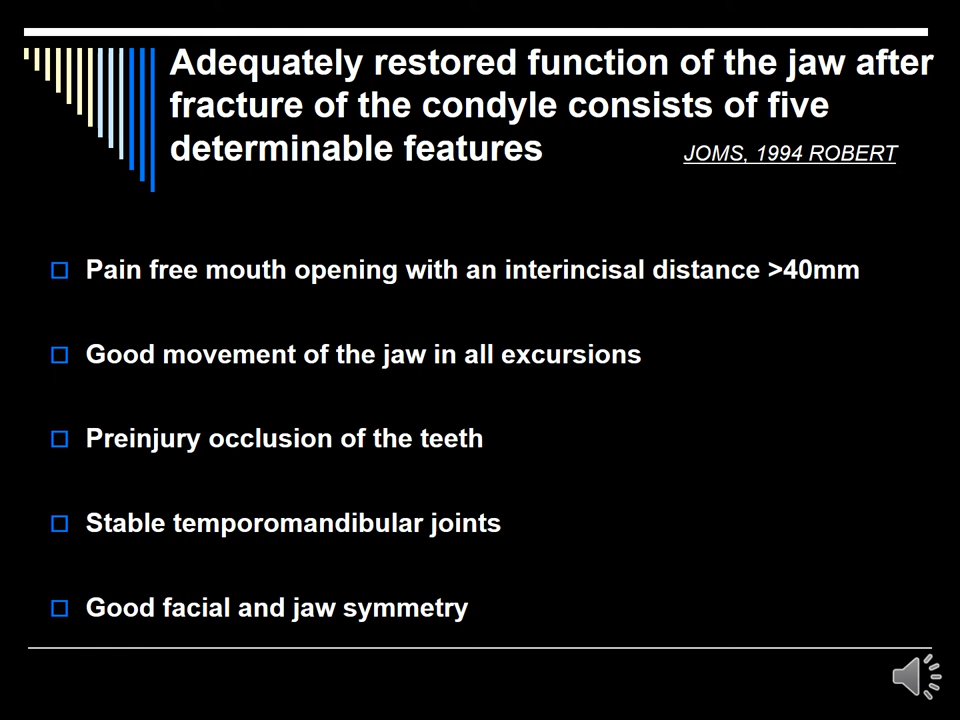 Adequately restored function of the jaw after
fracture of the condyle consists of five
determinable features JOMS, 1994 ROBERT
Pain free mouth opening with an interincisal distance >40mm
Good movement of the jaw in all excursions
Preinjury occlusion of the teeth
Stable temporomandibular joints
Good facial and jaw symmetry